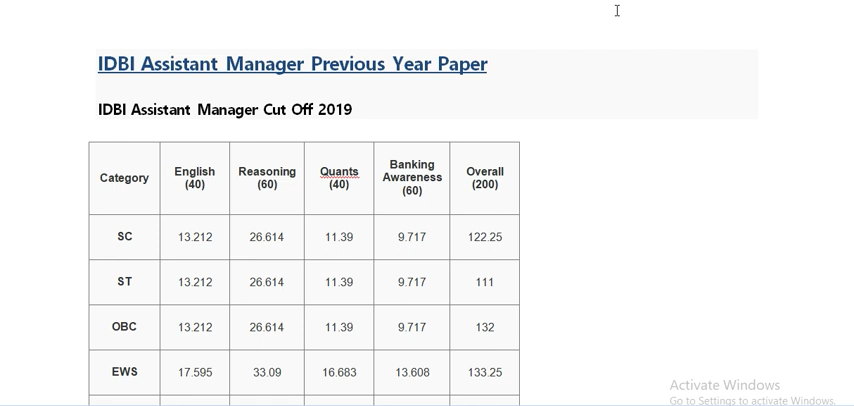 IDBI Assistant Manager Previous Year Paper
IDBI Assistant Manager Cut Off 2019
Category English (40) Reasoning (60) Quants (40) Banking Awareness (60) Overall (200)
SC 13.212 26.614 11.39 9.717 122.25
ST 13.212 26.614 11.39 9.717 111
OBC 13.212 26.614 11.39 9.717 132
EWS 17.595 33.09 16.683 13.608 133.25
Activate Windows
Go to Settings to activate Windows.